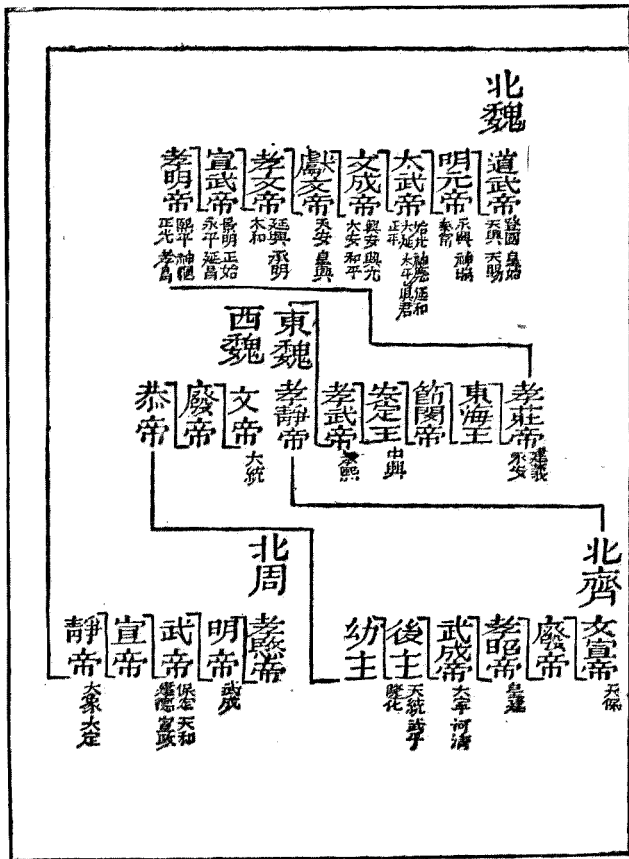 北魏
道武帝
登國 皇始
天興 天賜
明元帝
永興 神瑞
泰常
太武帝
始光 神䴥 延和
太延 太平真君
正平
文成帝
興安 興光
太安 和平
獻文帝
天安 皇興
孝文帝
延興 承明
太和
宣武帝
景明 正始
永平 延昌
孝明帝
熙平 神龜
正光 孝昌
孝莊帝
建義
永安
東海王
節閔帝
安定王
中興
孝武帝
東魏
孝靜帝
西魏
文帝
大統
廢帝
恭帝
北齊
文宣帝
天保
廢帝
孝昭帝
皇建
武成帝
大寧 河清
後主
天統 武平
隆化
幼主
北周
孝愍帝
明帝
武成
武帝
保定 天和
建德 宣政
宣帝
靜帝
大象 大定